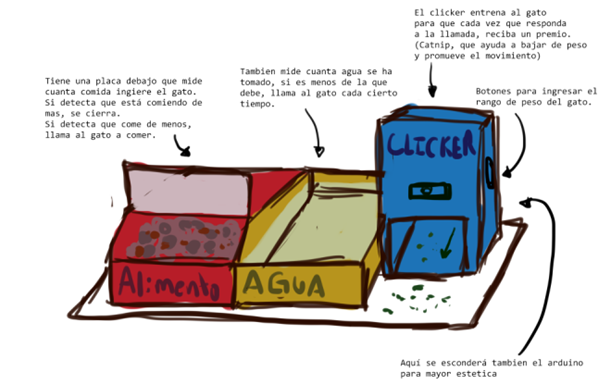 El clicker entrena al gato
para que cada vez que responda
a la llamada, reciba un premio.
(Catnip, que ayuda a bajar de peso
y promueve el movimiento)
Tiene una placa debajo que mide
cuanta comida ingiere el gato.
Si detecta que está comiendo de
mas, se cierra.
Si detecta que come de menos,
llama al gato a comer.
Tambien mide cuanta agua se ha
tomado, si es menos de la que
debe, llama al gato cada cierto
tiempo.
Botones para ingresar el
rango de peso del gato.
CLICKER
Alimento
AGUA
Aquí se esconderá tambien el arduino
para mayor estetica